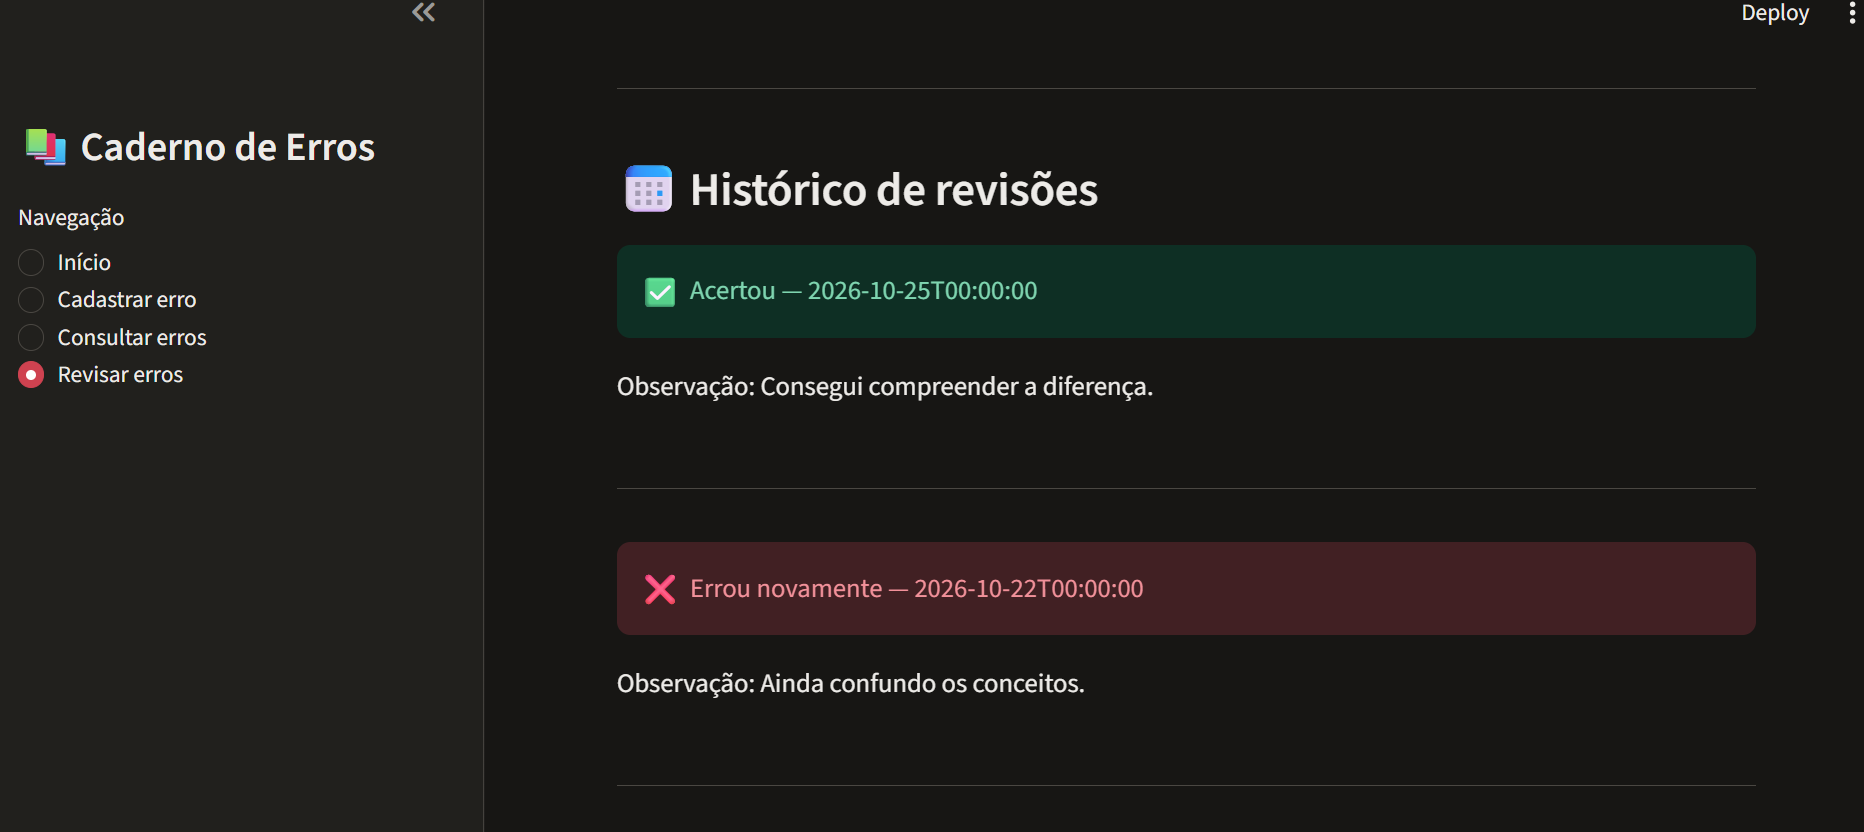 Deploy
Caderno de Erros
Navegação
Início
Cadastrar erro
Consultar erros
Revisar erros
Histórico de revisões
Acertou — 2026-10-25T00:00:00
Observação: Consegui compreender a diferença.
Errou novamente — 2026-10-22T00:00:00
Observação: Ainda confundo os conceitos.